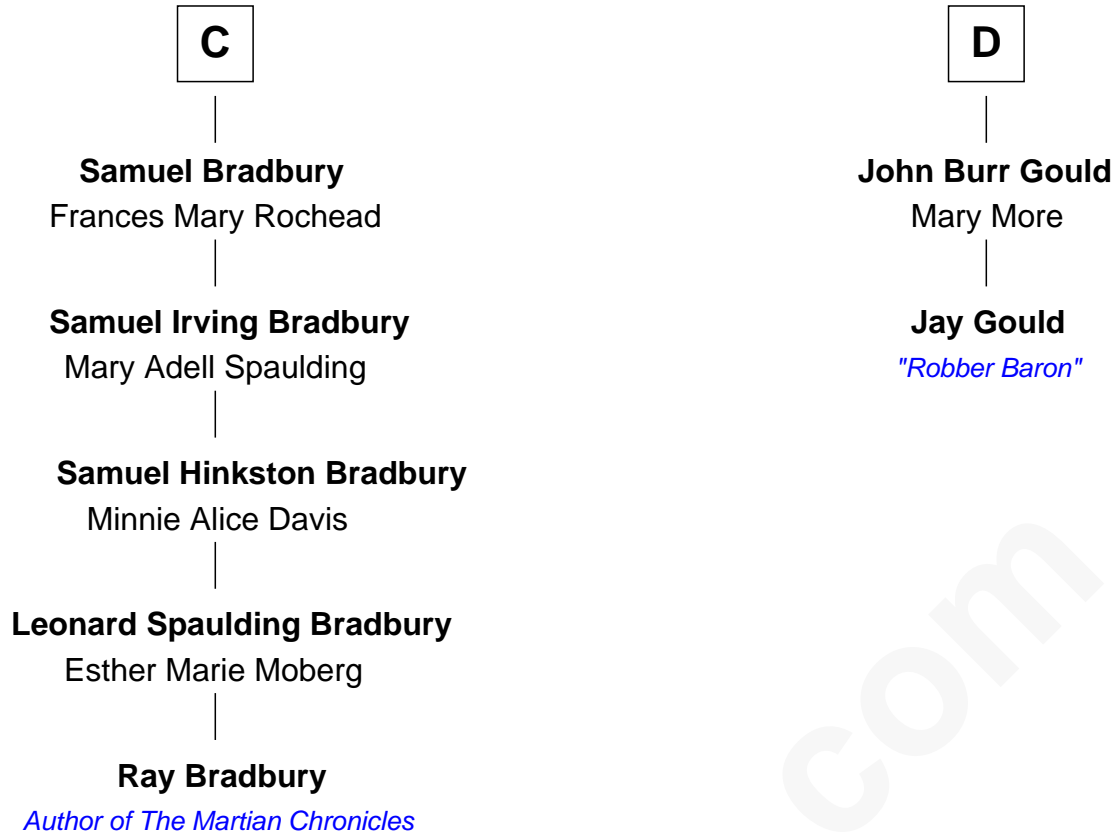 C
Samuel Bradbury
Frances Mary Rochead
Samuel Irving Bradbury
Mary Adell Spaulding
Samuel Hinkston Bradbury
Minnie Alice Davis
Leonard Spaulding Bradbury
Esther Marie Moberg
Ray Bradbury
Author of The Martian Chronicles
D
John Burr Gould
Mary More
Jay Gould
"Robber Baron"
com